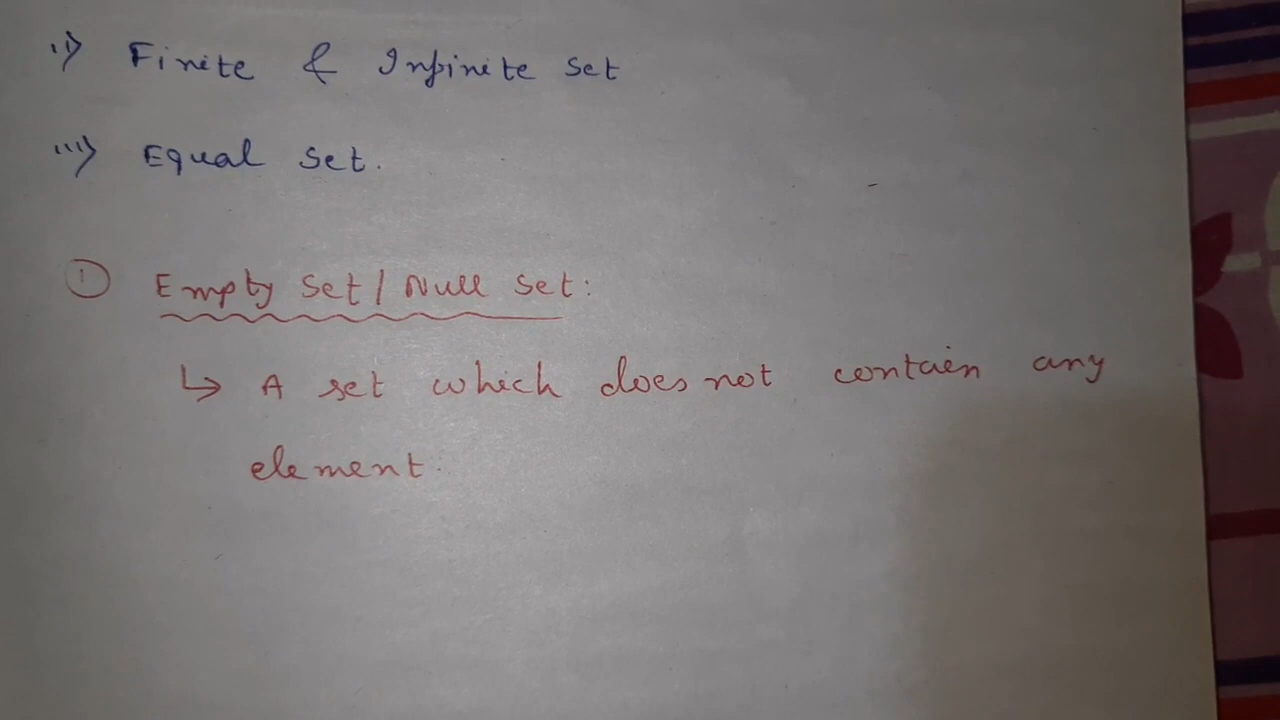 ii) Finite & Infinite set
iii) Equal set.
① Empty set/Null set:
↳ A set which does not contain any
element.